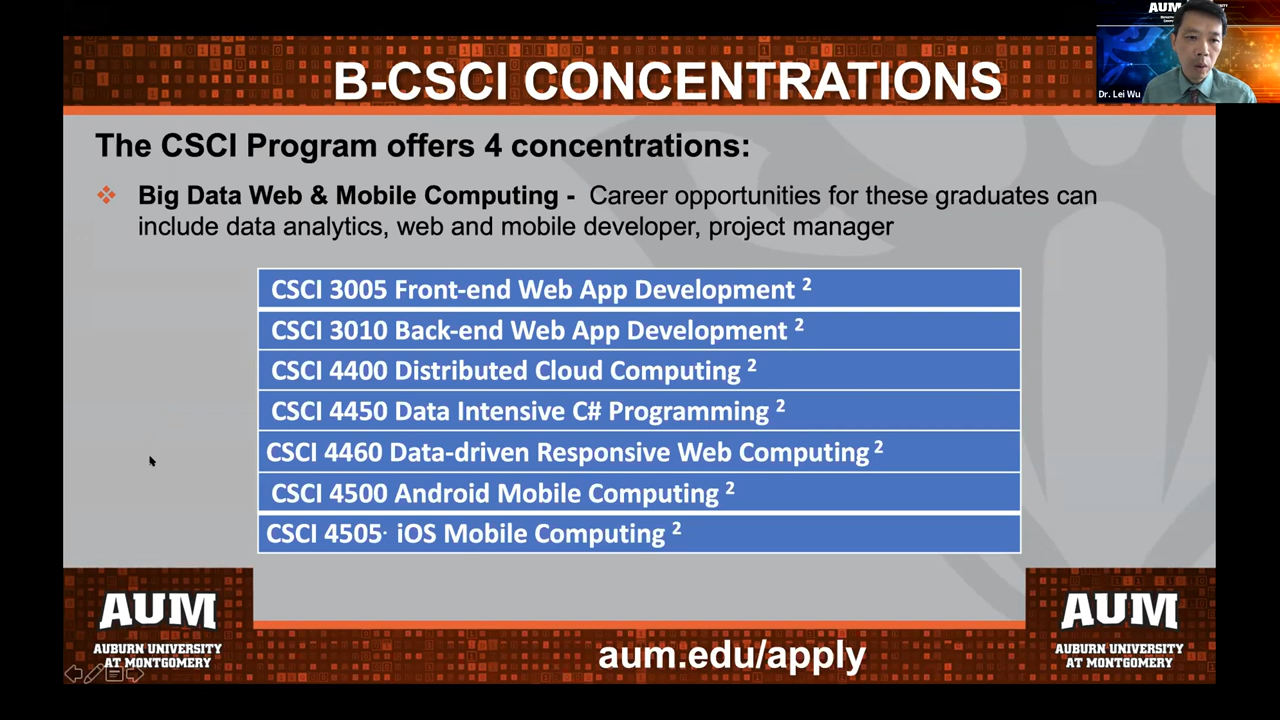 AUM
B-CSCI CONCENTRATIONS
Dr. Lei Wu
The CSCI Program offers 4 concentrations:
Big Data Web & Mobile Computing - Career opportunities for these graduates can
include data analytics, web and mobile developer, project manager
CSCI 3005 Front-end Web App Development ²
CSCI 3010 Back-end Web App Development ²
CSCI 4400 Distributed Cloud Computing ²
CSCI 4450 Data Intensive C# Programming ²
CSCI 4460 Data-driven Responsive Web Computing ²
CSCI 4500 Android Mobile Computing ²
CSCI 4505· iOS Mobile Computing ²
AUM
AUBURN UNIVERSITY
AT MONTGOMERY
aum.edu/apply
AUM
AUBURN UNIVERSITY
AT MONTGOMERY